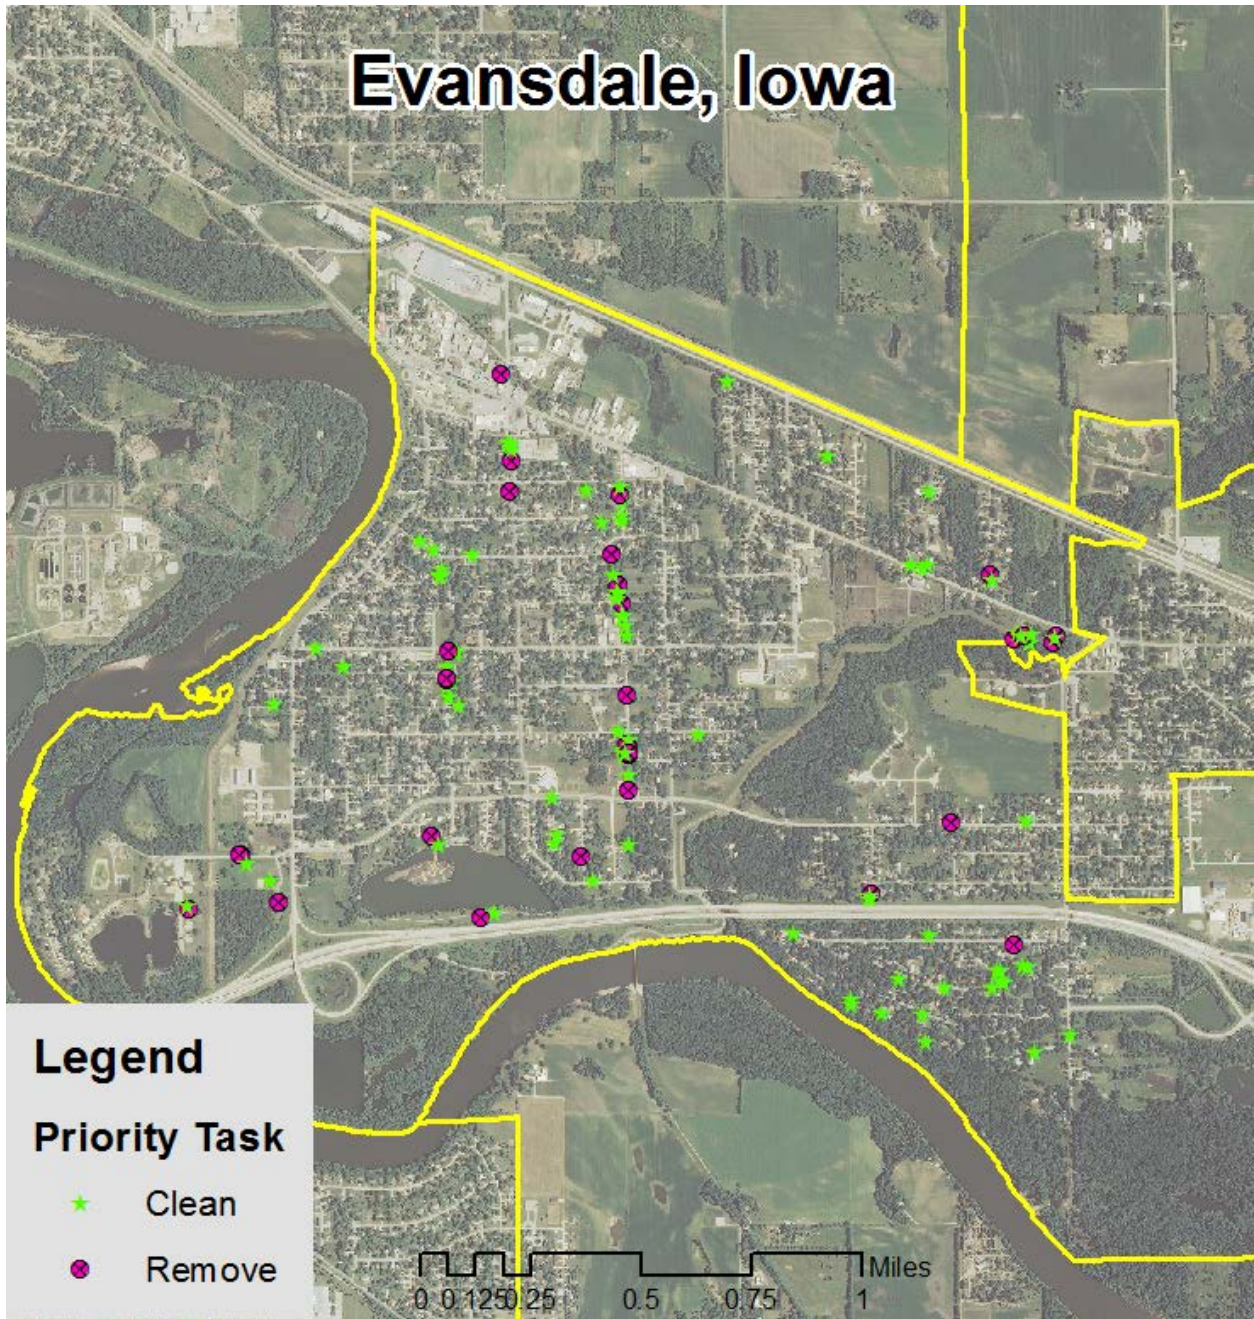 Evansdale, Iowa
Legend
Priority Task
Clean
Remove
Miles
0 0.125 0.25 0.5 0.75 1